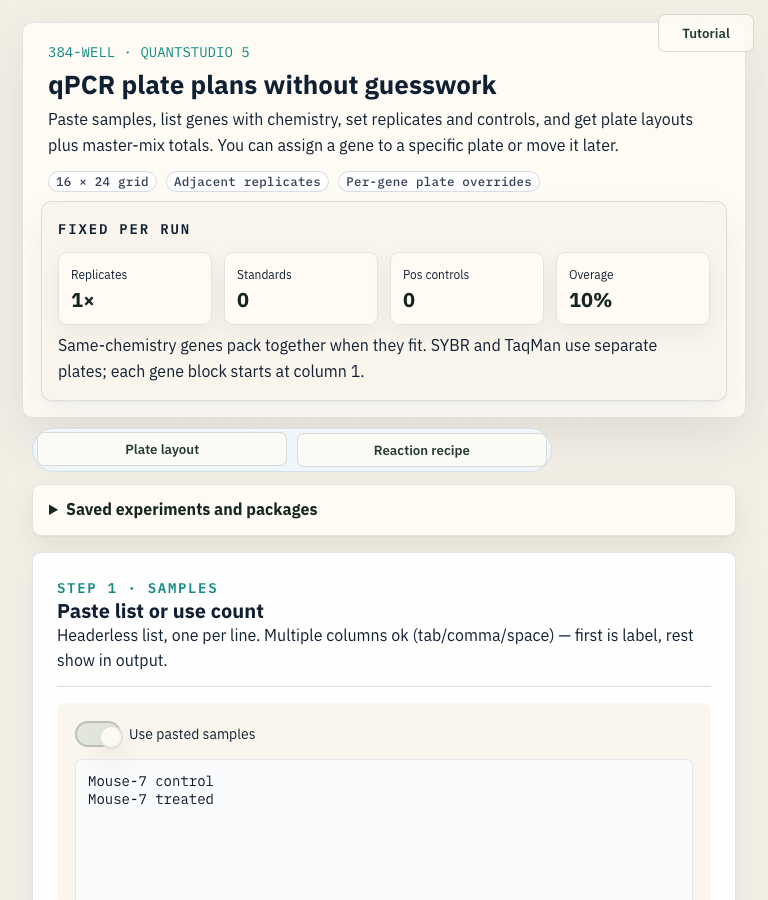 Tutorial
384-WELL · QUANTSTUDIO 5
qPCR plate plans without guesswork
Paste samples, list genes with chemistry, set replicates and controls, and get plate layouts
plus master-mix totals. You can assign a gene to a specific plate or move it later.
16 × 24 grid
Adjacent replicates
Per-gene plate overrides
FIXED PER RUN
Replicates
1×
Standards
0
Pos controls
0
Overage
10%
Same-chemistry genes pack together when they fit. SYBR and TaqMan use separate
plates; each gene block starts at column 1.
Plate layout
Reaction recipe
Saved experiments and packages
STEP 1 · SAMPLES
Paste list or use count
Headerless list, one per line. Multiple columns ok (tab/comma/space) — first is label, rest
show in output.
Use pasted samples
Mouse-7 control
Mouse-7 treated